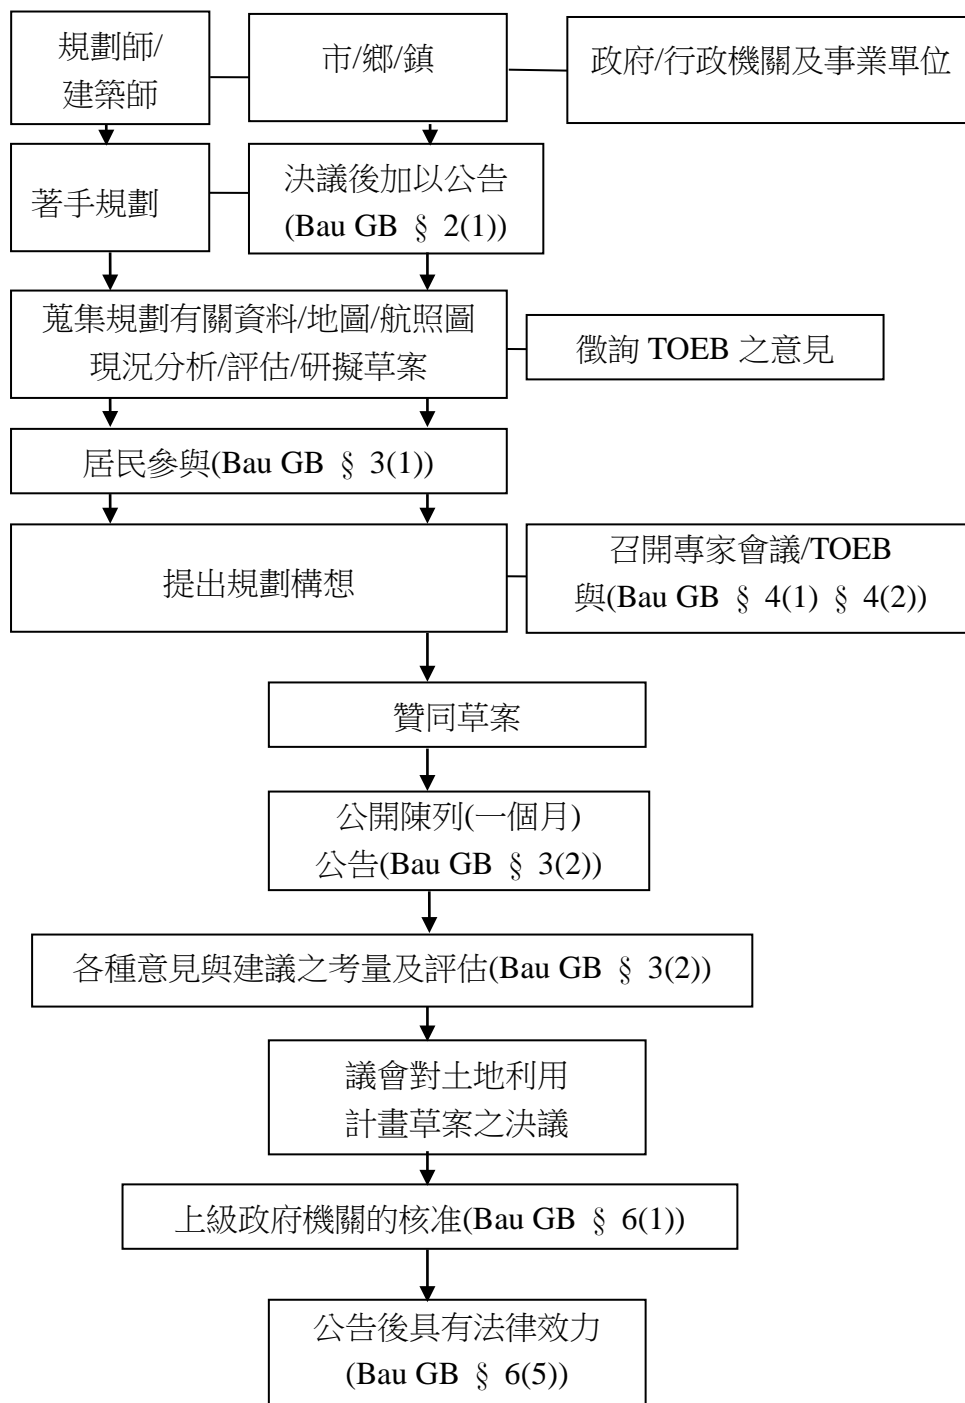 規劃師/
建築師
市/鄉/鎮
政府/行政機關及事業單位
著手規劃
決議後加以公告
(Bau GB § 2(1))
蒐集規劃有關資料/地圖/航照圖
現況分析/評估/研擬草案
徵詢 TOEB 之意見
居民參與(Bau GB § 3(1))
提出規劃構想
召開專家會議/TOEB
與(Bau GB § 4(1) § 4(2))
贊同草案
公開陳列(一個月)
公告(Bau GB § 3(2))
各種意見與建議之考量及評估(Bau GB § 3(2))
議會對土地利用
計畫草案之決議
上級政府機關的核准(Bau GB § 6(1))
公告後具有法律效力
(Bau GB § 6(5))